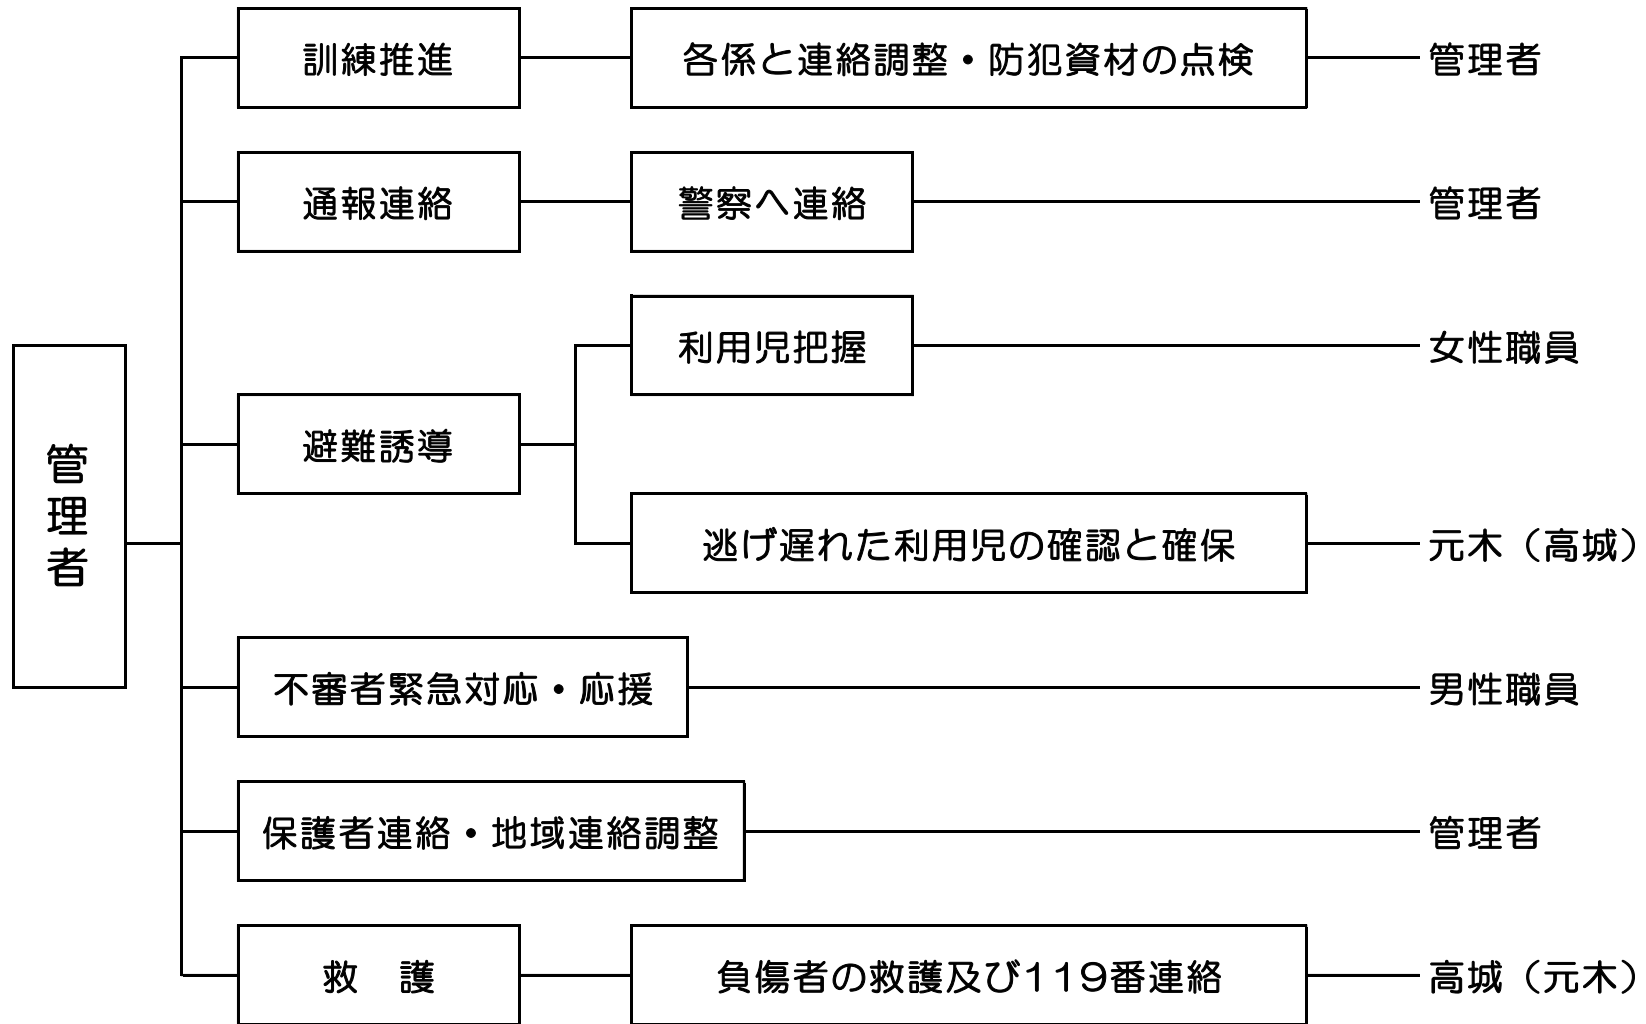 訓練推進 各係と連絡調整・防犯資材の点検 管理者
通報連絡 警察へ連絡 管理者
利用児把握 女性職員
避難誘導
管理者
逃げ遅れた利用児の確認と確保 元木（高城）
不審者緊急対応・応援 男性職員
保護者連絡・地域連絡調整 管理者
救　護 負傷者の救護及び119番連絡 高城（元木）